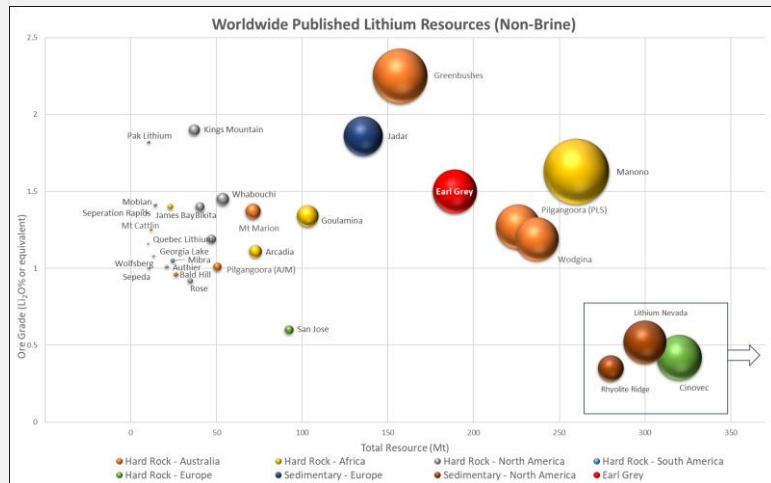 Worldwide Published Lithium Resources (Non-Brine)
Ore Grade (Li₂O% or equivalent)
2.5
2
1.5
1
0.5
0
Greenbushes
Kings Mountain
Pak Lithium
Jadar
Manono
Earl Grey
Whabouchi
Moblan
Seperation Rapids
James Bay
Bikita
Mt Marion
Goulamina
Pilgangoora (PLS)
Mt Cattlin
Quebec Lithium
Wodgina
Georgia Lake
Arcadia
Wolfsberg
Mibra
Authier
Pilgangoora (AJM)
Sepeda
Bald Hill
Rose
San Jose
Lithium Nevada
Rhyolite Ridge
Cinovec
0
50
100
150
200
250
300
350
Total Resource (Mt)
Hard Rock - Australia
Hard Rock - Africa
Hard Rock - North America
Hard Rock - South America
Hard Rock - Europe
Sedimentary - Europe
Sedimentary - North America
Earl Grey